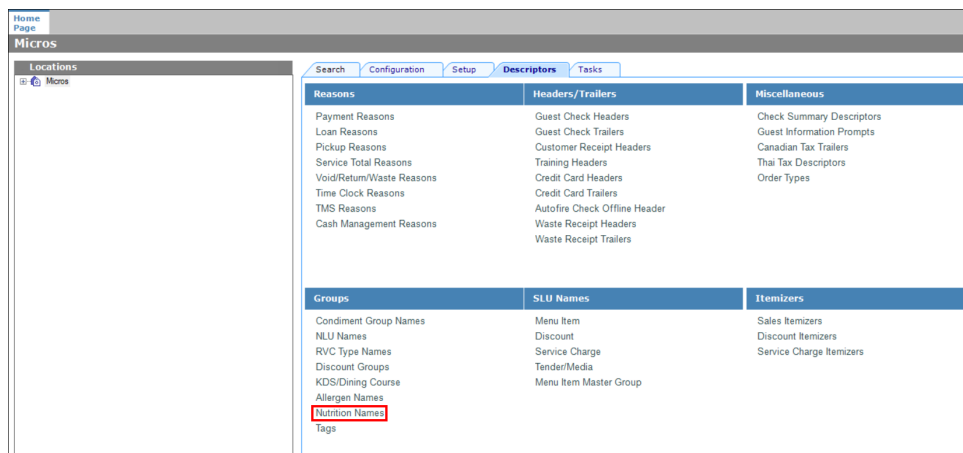 Home
Page
Micros
Locations
Micros
Search Configuration Setup Descriptors Tasks
Reasons
Payment Reasons
Loan Reasons
Pickup Reasons
Service Total Reasons
Void/Return/Waste Reasons
Time Clock Reasons
TMS Reasons
Cash Management Reasons
Headers/Trailers
Guest Check Headers
Guest Check Trailers
Customer Receipt Headers
Training Headers
Credit Card Headers
Credit Card Trailers
Autofire Check Offline Header
Waste Receipt Headers
Waste Receipt Trailers
Miscellaneous
Check Summary Descriptors
Guest Information Prompts
Canadian Tax Trailers
Thai Tax Descriptors
Order Types
Groups
Condiment Group Names
NLU Names
RVC Type Names
Discount Groups
KDS/Dining Course
Allergen Names
Nutrition Names
Tags
SLU Names
Menu Item
Discount
Service Charge
Tender/Media
Menu Item Master Group
Itemizers
Sales Itemizers
Discount Itemizers
Service Charge Itemizers